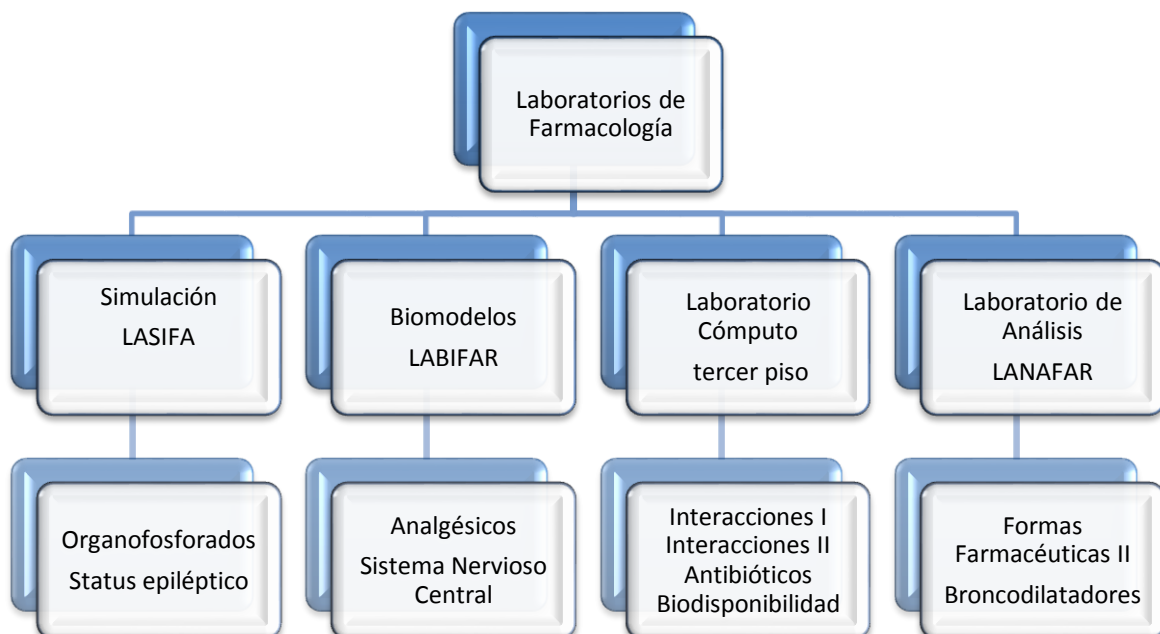 Laboratorios de
Farmacología
Simulación
LASIFA
Biomodelos
LABIFAR
Laboratorio
Cómputo
tercer piso
Laboratorio de
Análisis
LANAFAR
Organofosforados
Status epiléptico
Analgésicos
Sistema Nervioso
Central
Interacciones I
Interacciones II
Antibióticos
Biodisponibilidad
Formas
Farmacéuticas II
Broncodilatadores